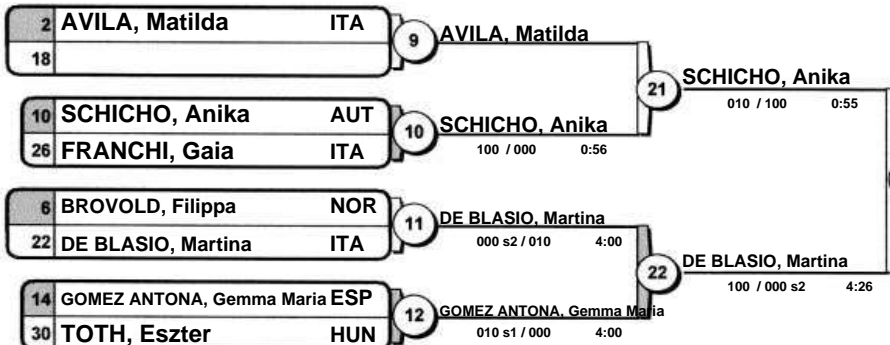 2 AVILA, Matilda ITA
18
9 AVILA, Matilda
10 SCHICHO, Anika AUT
26 FRANCHI, Gaia ITA
10 SCHICHO, Anika
100 / 000 0:56
21 SCHICHO, Anika
010 / 100 0:55
6 BROVOLD, Filippa NOR
22 DE BLASIO, Martina ITA
11 DE BLASIO, Martina
000 s2 / 010 4:00
14 GOMEZ ANTONA, Gemma Maria ESP
30 TOTH, Eszter HUN
12 GOMEZ ANTONA, Gemma Maria
010 s1 / 000 4:00
22 DE BLASIO, Martina
100 / 000 s2 4:26